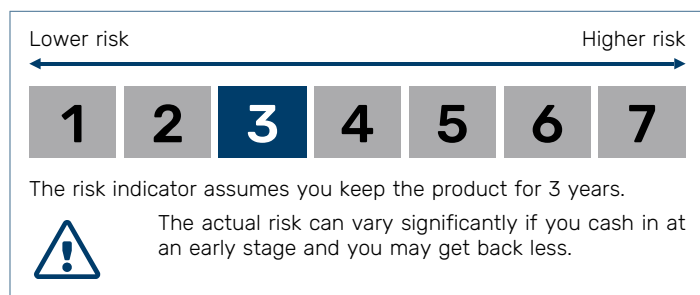 Lower risk Higher risk
1 2 3 4 5 6 7
The risk indicator assumes you keep the product for 3 years.
The actual risk can vary significantly if you cash in at
an early stage and you may get back less.